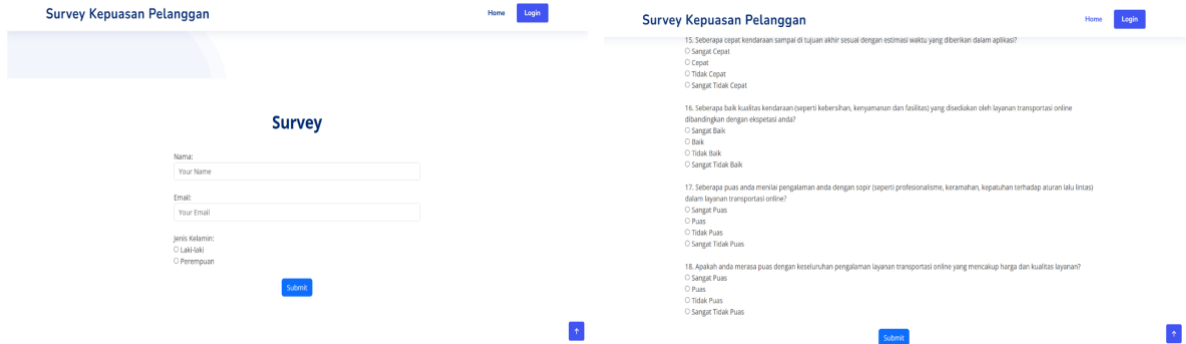 Survey Kepuasan Pelanggan
Home
Login
Survey
Nama:
Your Name
Email:
Your Email
Jenis Kelamin:
Laki-laki
Perempuan
Submit
Survey Kepuasan Pelanggan
Home
Login
15. Seberapa cepat kendaraan sampai di tujuan akhir sesuai dengan estimasi waktu yang diberikan dalam aplikasi?
Sangat Cepat
Cepat
Tidak Cepat
Sangat Tidak Cepat
16. Seberapa baik kualitas kendaraan (seperti kebersihan, kenyamanan dan fasilitas) yang disediakan oleh layanan transportasi online
dibandingkan dengan ekspetasi anda?
Sangat Baik
Baik
Tidak Baik
Sangat Tidak Baik
17. Seberapa puas anda menilai pengalaman anda dengan sopir (seperti profesionalisme, keramahan, kepatuhan terhadap aturan lalu lintas)
dalam layanan transportasi online?
Sangat Puas
Puas
Tidak Puas
Sangat Tidak Puas
18. Apakah anda merasa puas dengan keseluruhan pengalaman layanan transportasi online yang mencakup harga dan kualitas layanan?
Sangat Puas
Puas
Tidak Puas
Sangat Tidak Puas
Submit